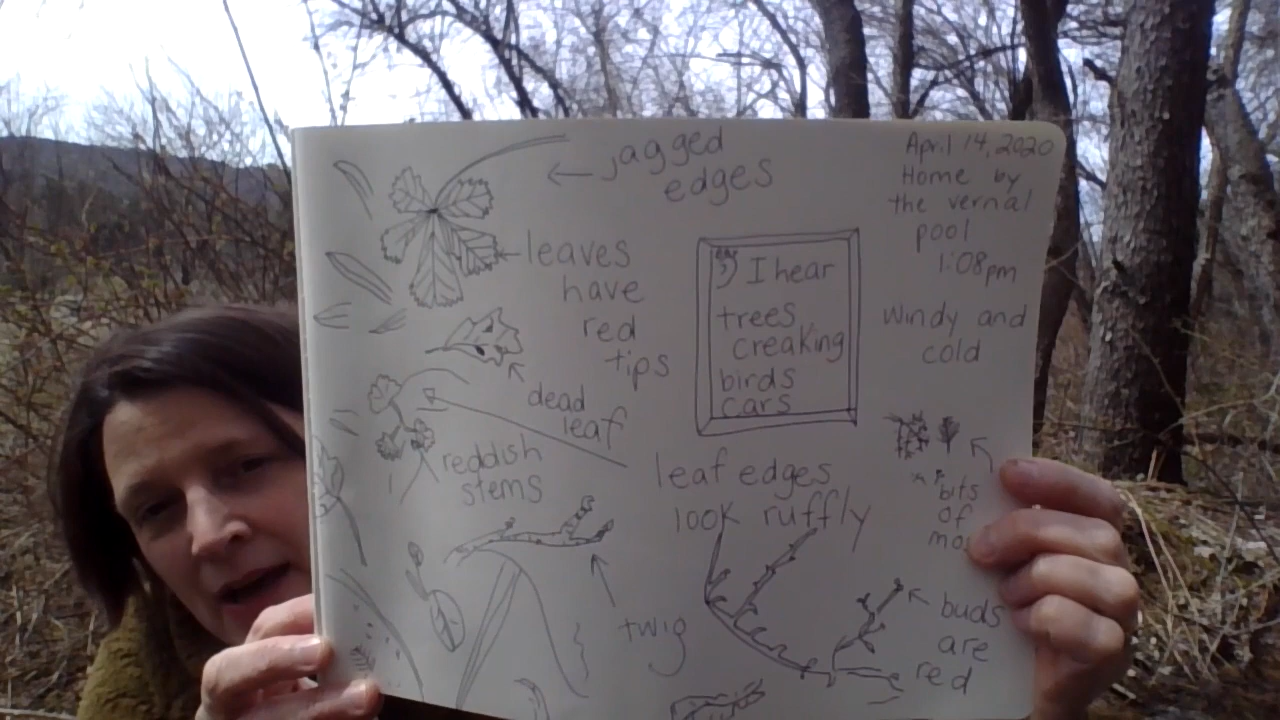 jagged
edges
leaves
have
red
tips
dead
leaf
reddish
stems
twig
I hear
trees
creaking
birds
cars
leaf edges
look ruffly
April 14, 2020
Home by
the vernal
pool
1:08pm
windy and
cold
bits
of
buds
are
red